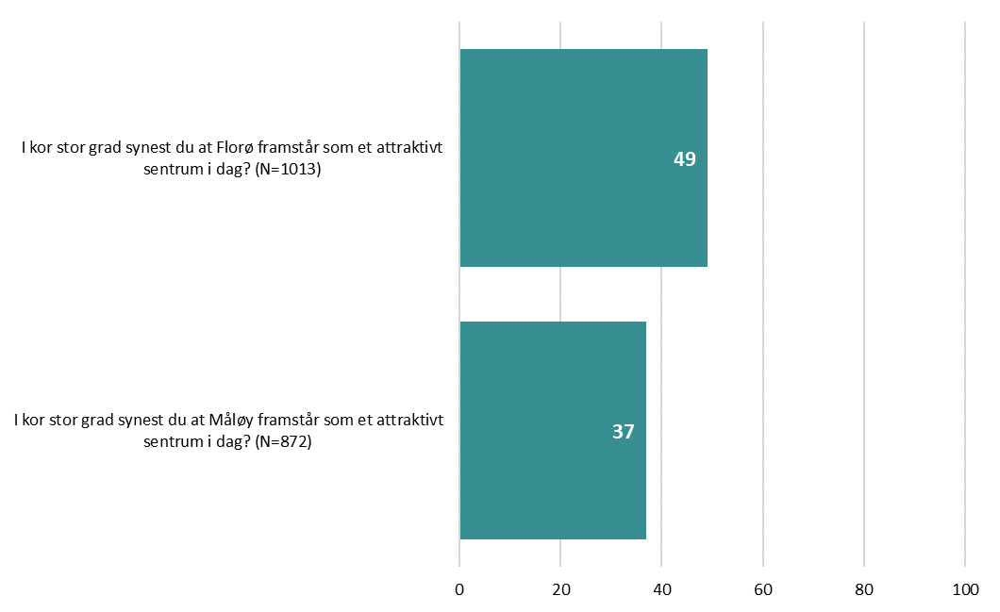 I kor stor grad synest du at Florø framstår som et attraktivt
sentrum i dag? (N=1013)
49
I kor stor grad synest du at Måløy framstår som et attraktivt
sentrum i dag? (N=872)
37
0 20 40 60 80 100